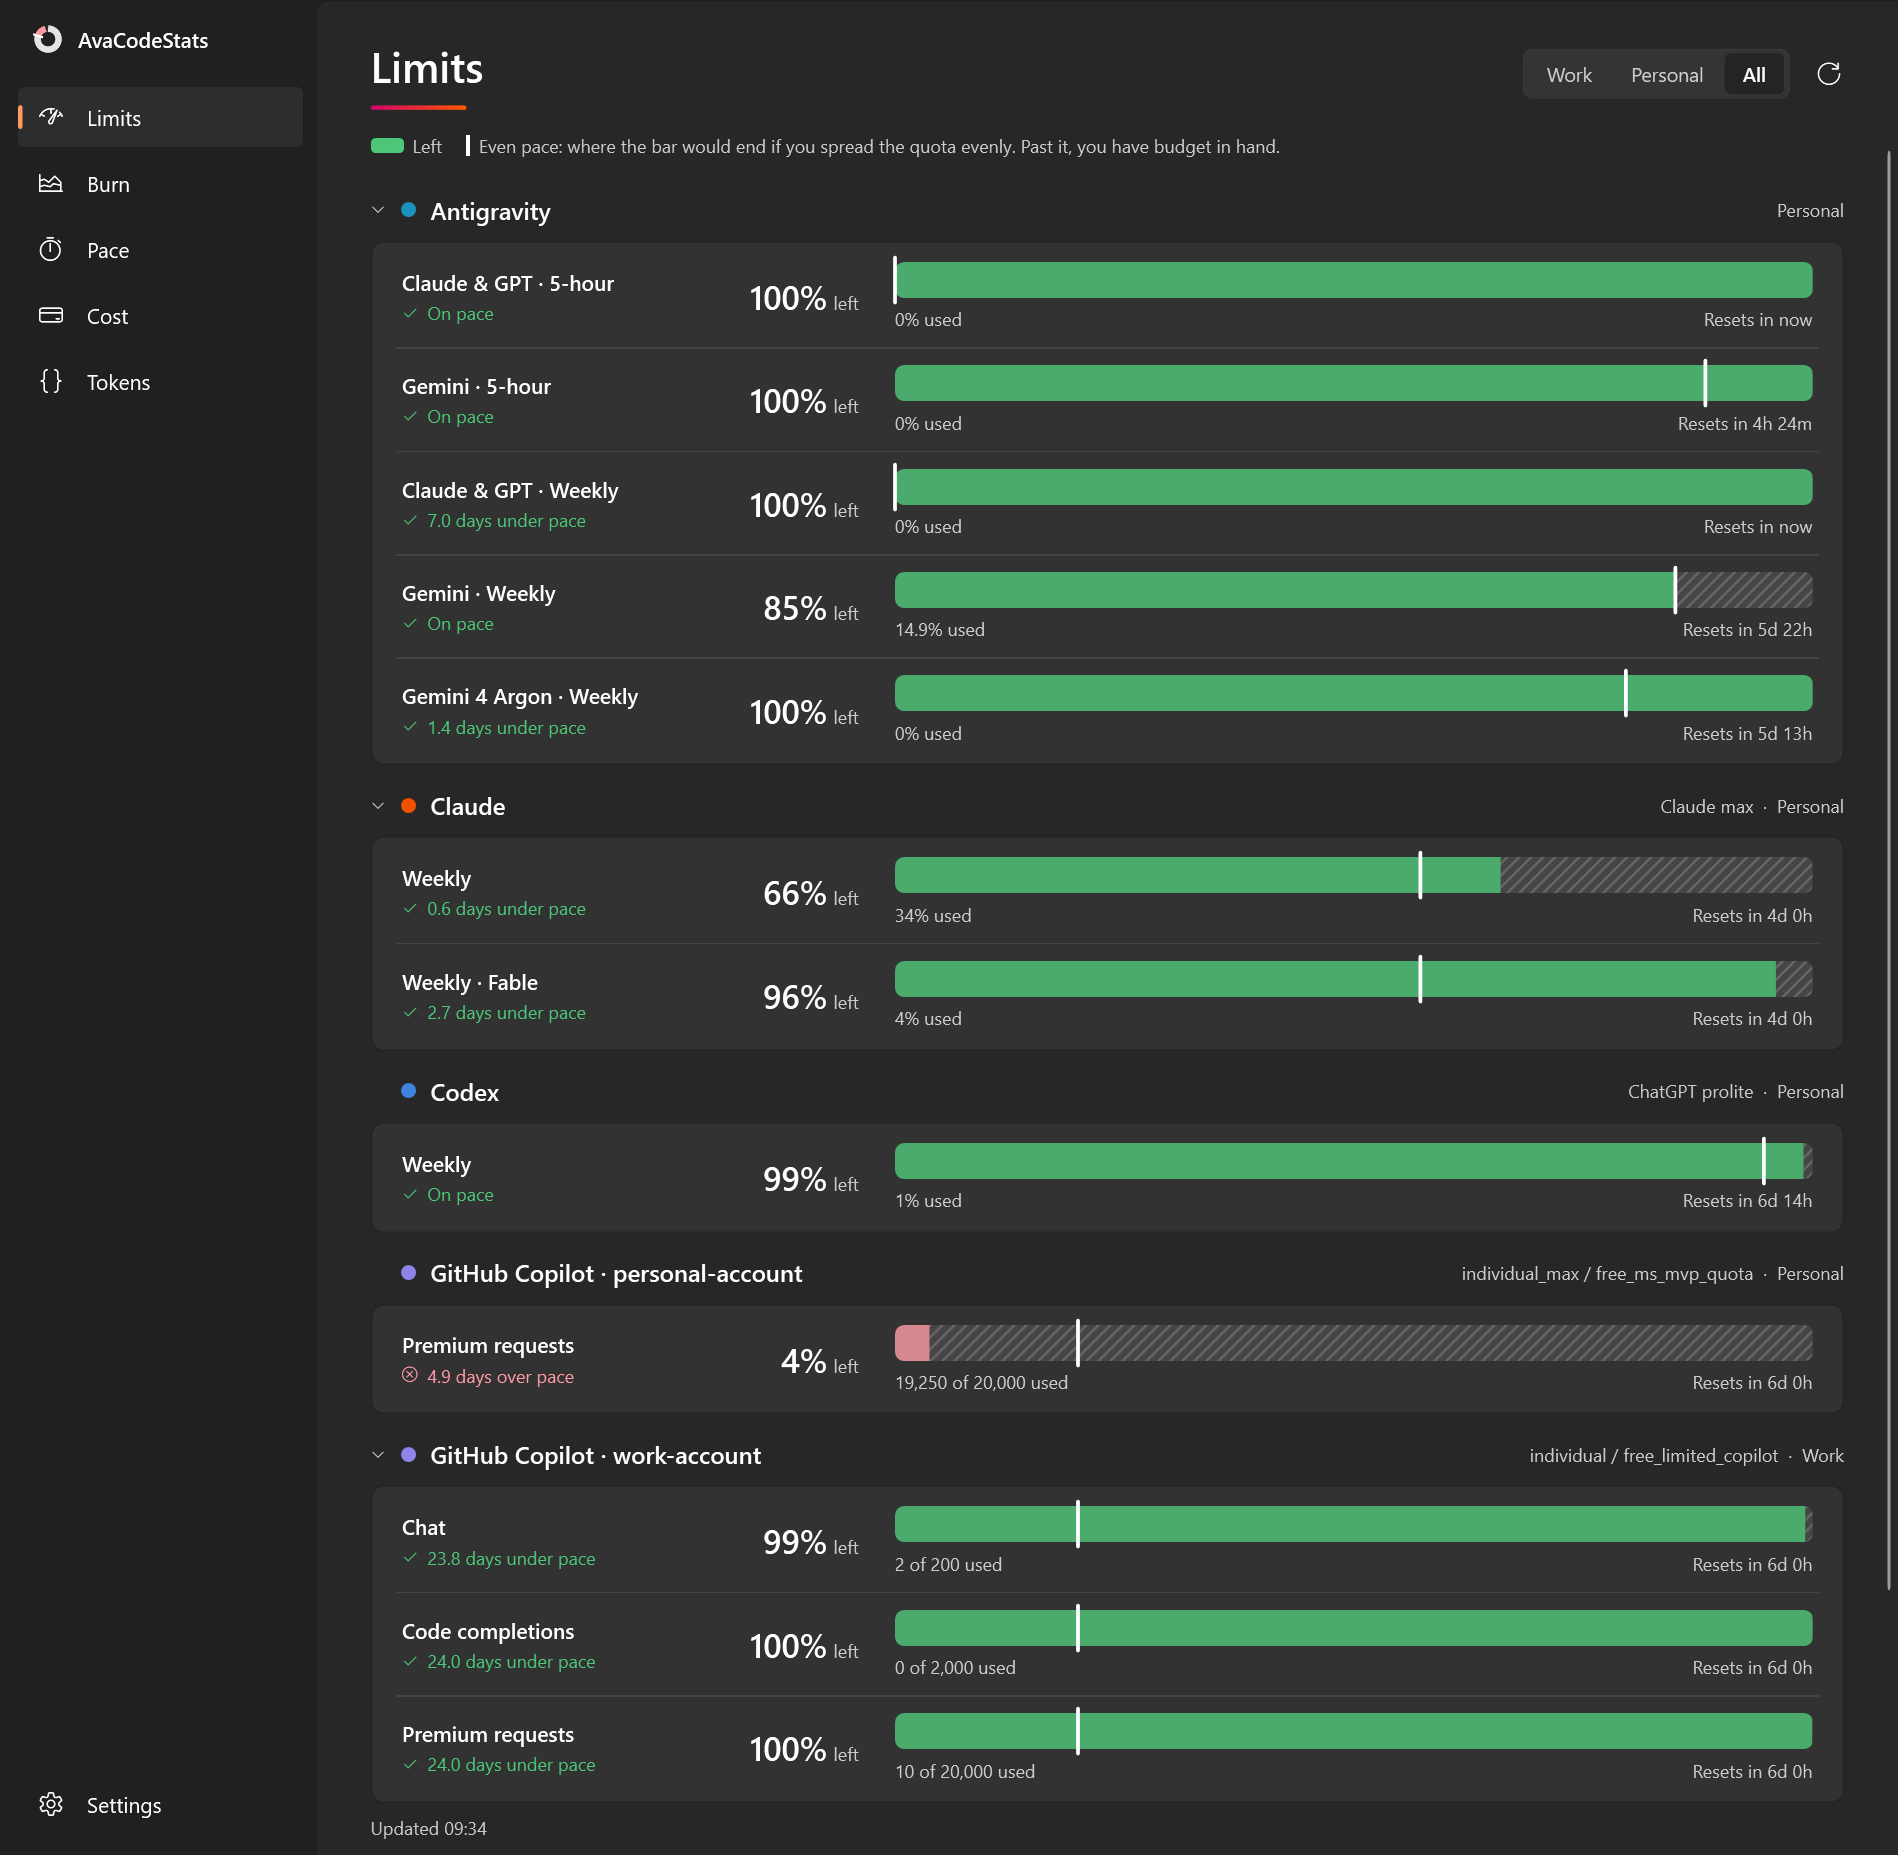 AvaCodeStats
Limits
Burn
Pace
Cost
Tokens
Settings
Limits
Work
Personal
All
Left
Even pace: where the bar would end if you spread the quota evenly. Past it, you have budget in hand.
Antigravity
Personal
Claude & GPT · 5-hour
On pace
100% left
0% used
Resets in now
Gemini · 5-hour
On pace
100% left
0% used
Resets in 4h 24m
Claude & GPT · Weekly
7.0 days under pace
100% left
0% used
Resets in now
Gemini · Weekly
On pace
85% left
14.9% used
Resets in 5d 22h
Gemini 4 Argon · Weekly
1.4 days under pace
100% left
0% used
Resets in 5d 13h
Claude
Claude max · Personal
Weekly
0.6 days under pace
66% left
34% used
Resets in 4d 0h
Weekly · Fable
2.7 days under pace
96% left
4% used
Resets in 4d 0h
Codex
ChatGPT prolite · Personal
Weekly
On pace
99% left
1% used
Resets in 6d 14h
GitHub Copilot · personal-account
individual_max / free_ms_mvp_quota · Personal
Premium requests
4.9 days over pace
4% left
19,250 of 20,000 used
Resets in 6d 0h
GitHub Copilot · work-account
individual / free_limited_copilot · Work
Chat
23.8 days under pace
99% left
2 of 200 used
Resets in 6d 0h
Code completions
24.0 days under pace
100% left
0 of 2,000 used
Resets in 6d 0h
Premium requests
24.0 days under pace
100% left
10 of 20,000 used
Resets in 6d 0h
Updated 09:34